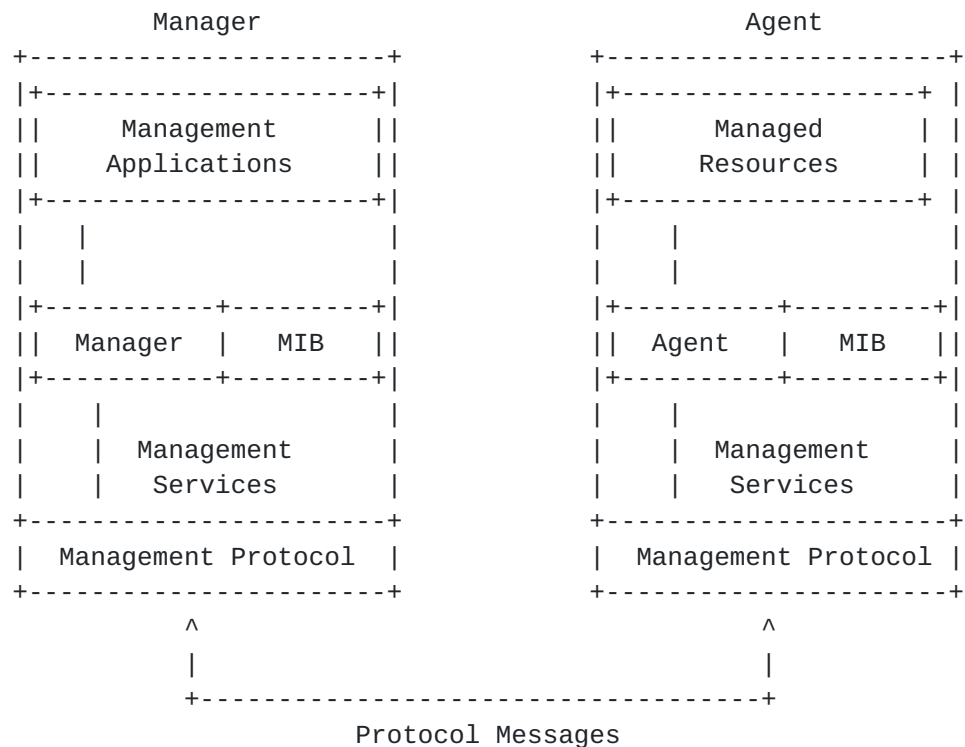 Manager Agent
Management Managed
Applications Resources
Manager MIB Agent MIB
Management Management
Services Services
Management Protocol Management Protocol
Protocol Messages